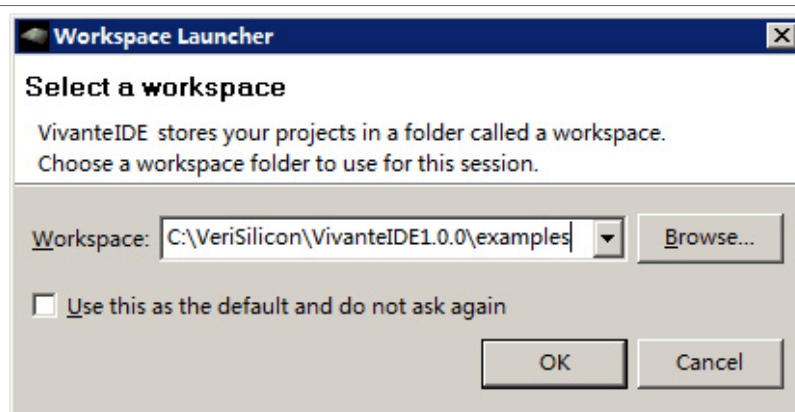 Workspace Launcher
Select a workspace
VivanteIDE stores your projects in a folder called a workspace.
Choose a workspace folder to use for this session.
Workspace: C:\VeriSilicon\VivanteIDE1.0.0\examples Browse...
Use this as the default and do not ask again
OK Cancel